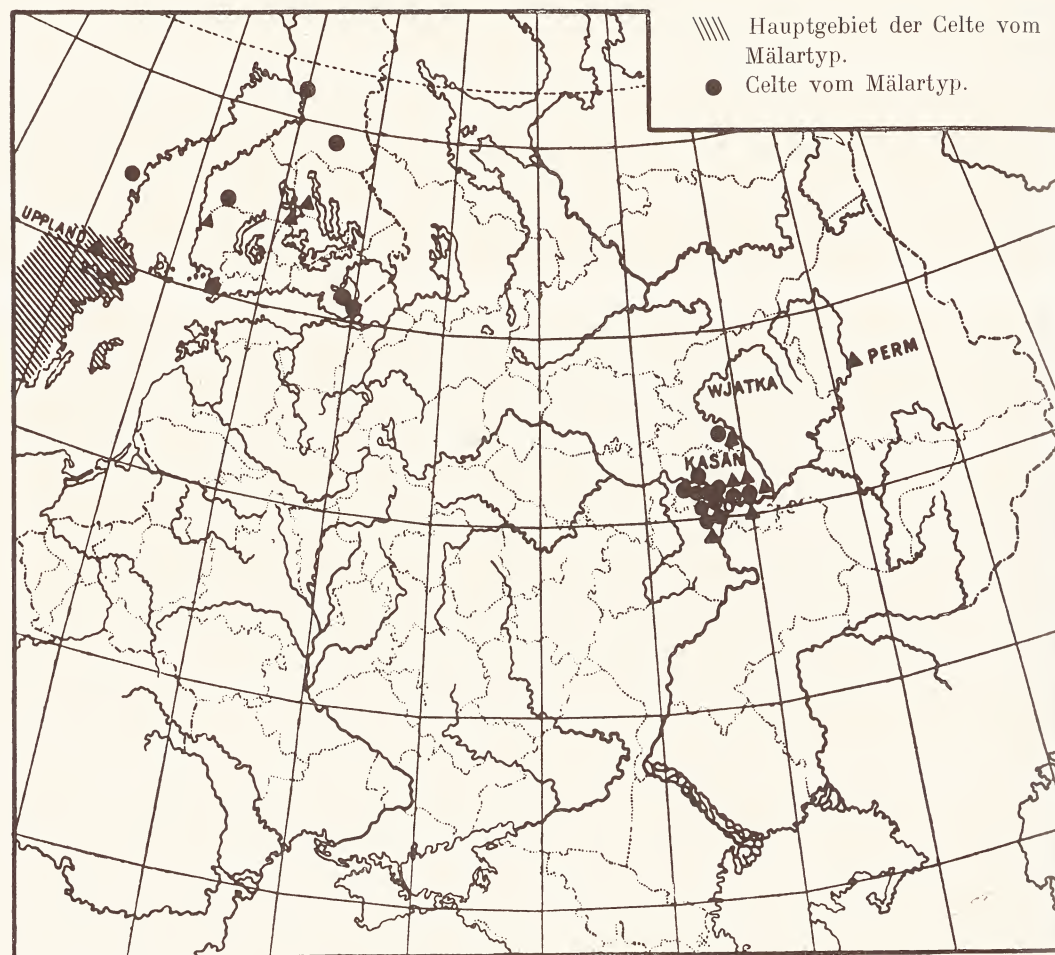 Hauptgebiet der Celte vom
Mälartyp.
Celte vom Mälartyp.
UPPLAND
PERM
WJATKA
KASAN